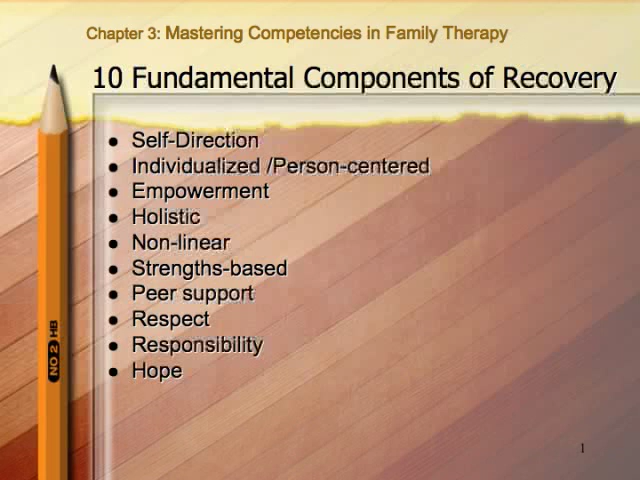 Chapter 3: Mastering Competencies in Family Therapy
10 Fundamental Components of Recovery
● Self-Direction
● Individualized /Person-centered
● Empowerment
● Holistic
● Non-linear
● Strengths-based
● Peer support
● Respect
● Responsibility
● Hope
NO 2 HB
1